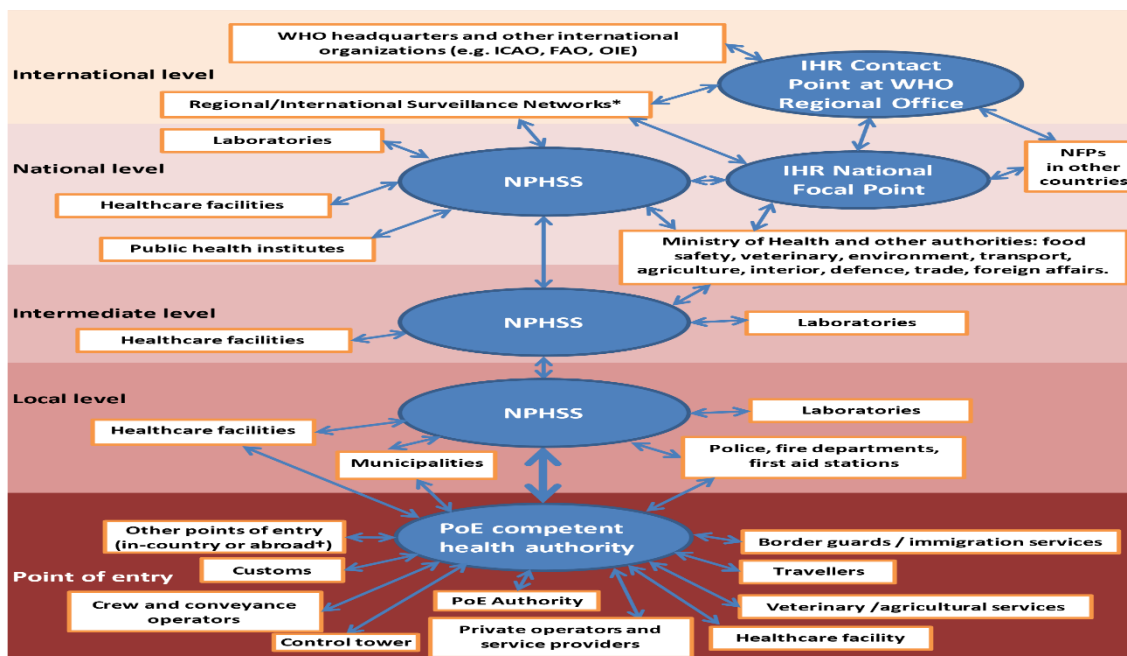 WHO headquarters and other international
organizations (e.g. ICAO, FAO, OIE)
International level
IHR Contact
Point at WHO
Regional Office
Regional/International Surveillance Networks*
Laboratories
National level
NPHSS
IHR National
Focal Point
NFPs
in other
countries
Healthcare facilities
Public health institutes
Ministry of Health and other authorities: food
safety, veterinary, environment, transport,
agriculture, interior, defence, trade, foreign affairs.
Intermediate level
NPHSS
Laboratories
Healthcare facilities
Local level
NPHSS
Laboratories
Healthcare facilities
Municipalities
Police, fire departments,
first aid stations
Other points of entry
(in-country or abroad†)
PoE competent
health authority
Border guards / immigration services
Point of entry
Customs
Travellers
Crew and conveyance
operators
PoE Authority
Veterinary /agricultural services
Control tower
Private operators and
service providers
Healthcare facility